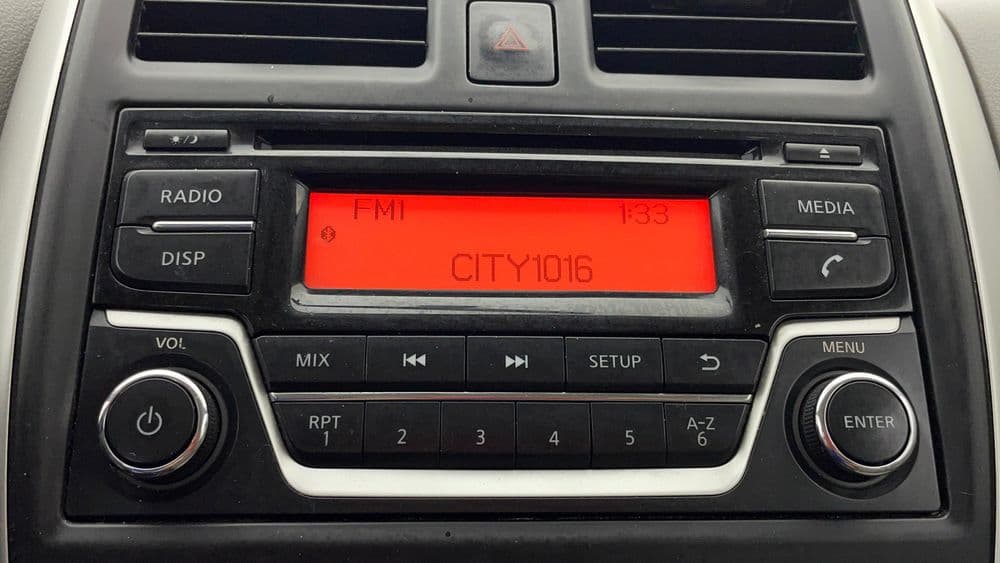 RADIO
DISP
FM1
1:33
CITY1016
MEDIA
VOL
MENU
MIX
SETUP
RPT
1
2
3
4
5
A-Z
6
ENTER